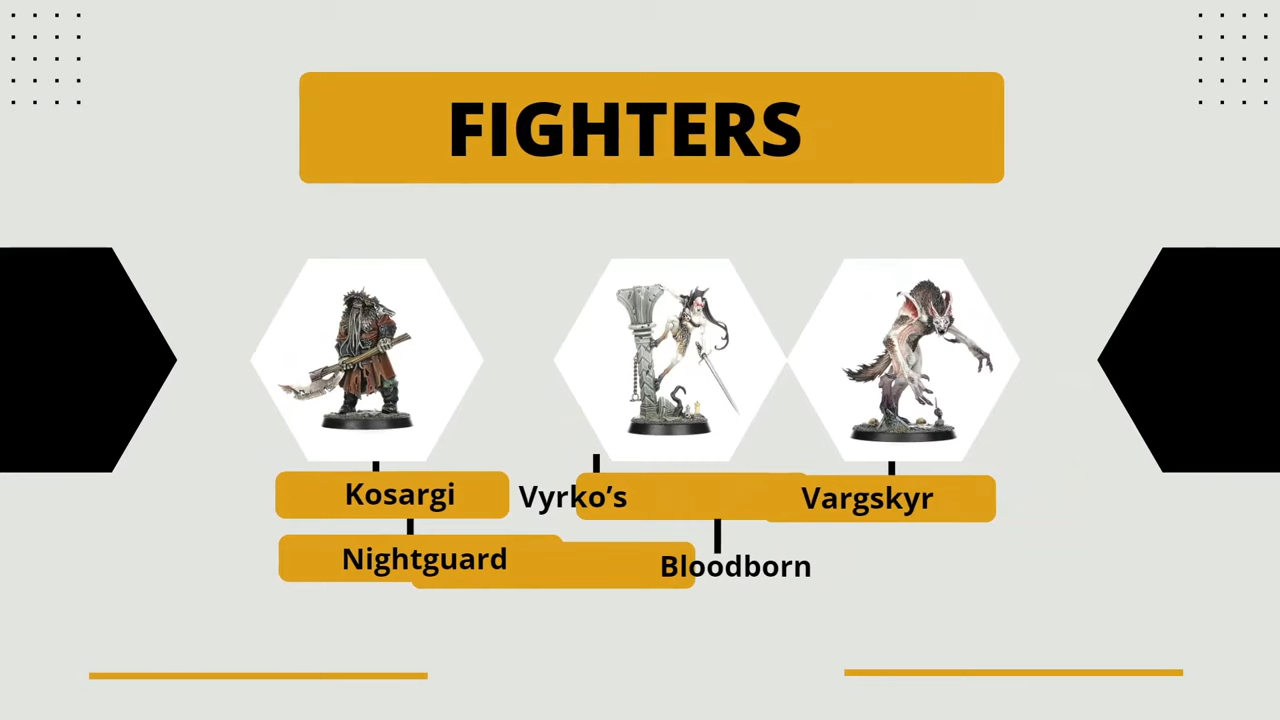 FIGHTERS
Kosargi
Nightguard
Vyrko’s
Bloodborn
Vargskyr